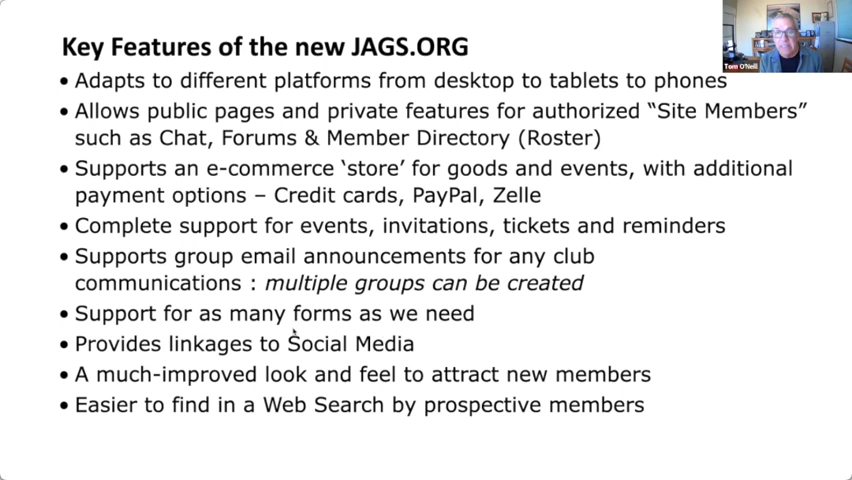 Key Features of the new JAGS.ORG
• Adapts to different platforms from desktop to tablets to phones
• Allows public pages and private features for authorized “Site Members”
such as Chat, Forums & Member Directory (Roster)
• Supports an e-commerce ‘store’ for goods and events, with additional
payment options – Credit cards, PayPal, Zelle
• Complete support for events, invitations, tickets and reminders
• Supports group email announcements for any club
communications : multiple groups can be created
• Support for as many forms as we need
• Provides linkages to Social Media
• A much-improved look and feel to attract new members
• Easier to find in a Web Search by prospective members
Tom O'Neill